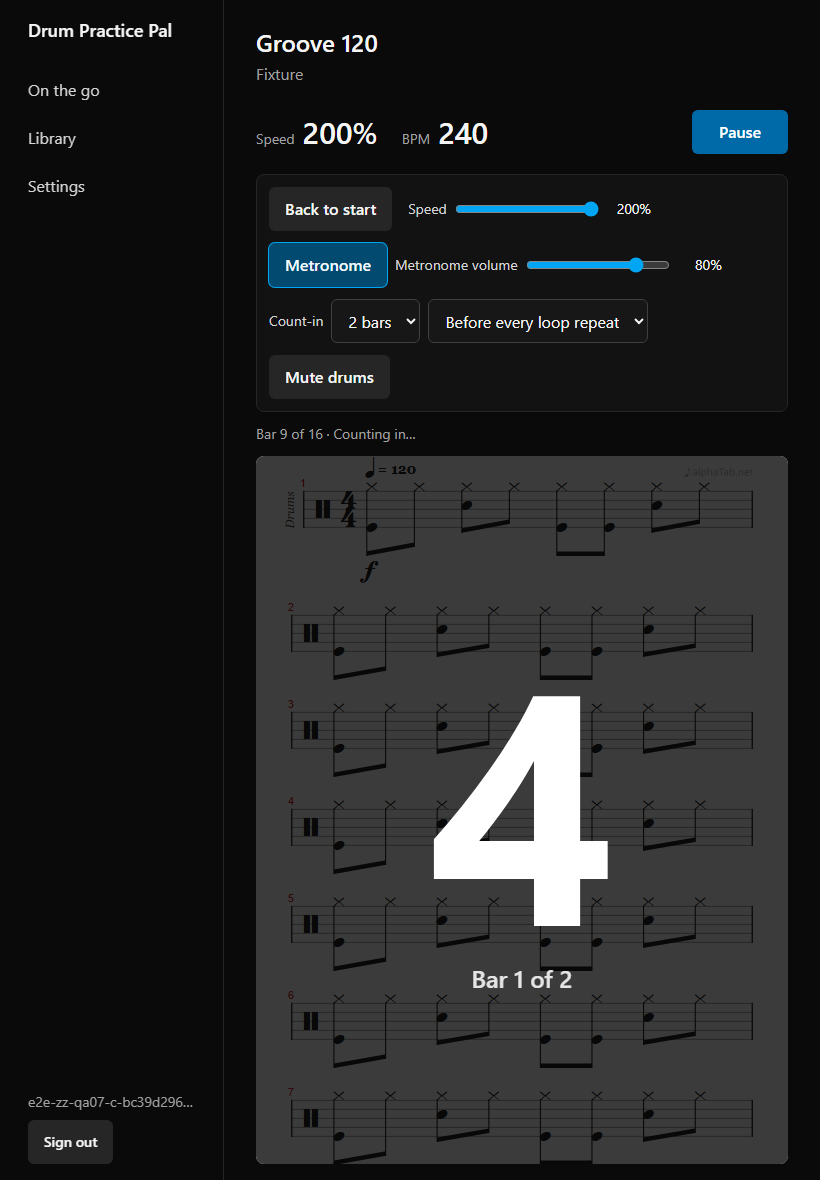 Drum Practice Pal
On the go
Library
Settings
e2e-zz-qa07-c-bc39d296...
Sign out
Groove 120
Fixture
Speed 200% BPM 240
Pause
Back to start Speed 200%
Metronome Metronome volume 80%
Count-in 2 bars Before every loop repeat
Mute drums
Bar 9 of 16 · Counting in...
= 120
♪ alphaTab.net
Drums
1
4
4
f
2
3
4
5
6
7
4
Bar 1 of 2